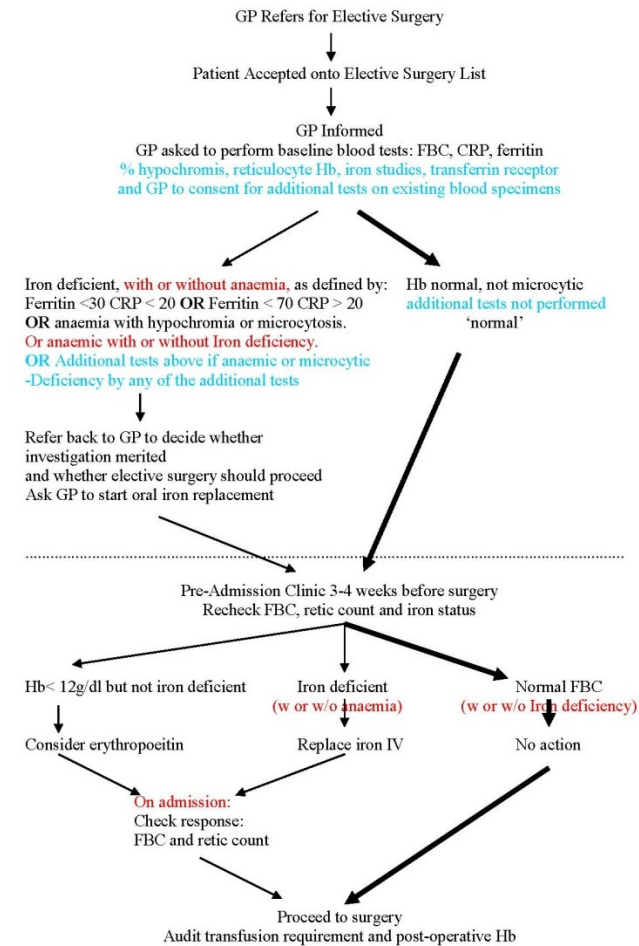 GP Refers for Elective Surgery
Patient Accepted onto Elective Surgery List
GP Informed
GP asked to perform baseline blood tests: FBC, CRP, ferritin
% hypochromis, reticulocyte Hb, iron studies, transferrin receptor
and GP to consent for additional tests on existing blood specimens
Iron deficient, with or without anaemia, as defined by:
Ferritin <30 CRP < 20 OR Ferritin < 70 CRP > 20
OR anaemia with hypochromia or microcytosis.
Or anaemic with or without Iron deficiency.
OR Additional tests above if anaemic or microcytic
-Deficiency by any of the additional tests
Hb normal, not microcytic
additional tests not performed
‘normal’
Refer back to GP to decide whether
investigation merited
and whether elective surgery should proceed
Ask GP to start oral iron replacement
Pre-Admission Clinic 3-4 weeks before surgery
Recheck FBC, retic count and iron status
Hb< 12g/dl but not iron deficient
Iron deficient
(w or w/o anaemia)
Normal FBC
(w or w/o Iron deficiency)
Consider erythropoeitin
Replace iron IV
No action
On admission:
Check response:
FBC and retic count
Proceed to surgery
Audit transfusion requirement and post-operative Hb